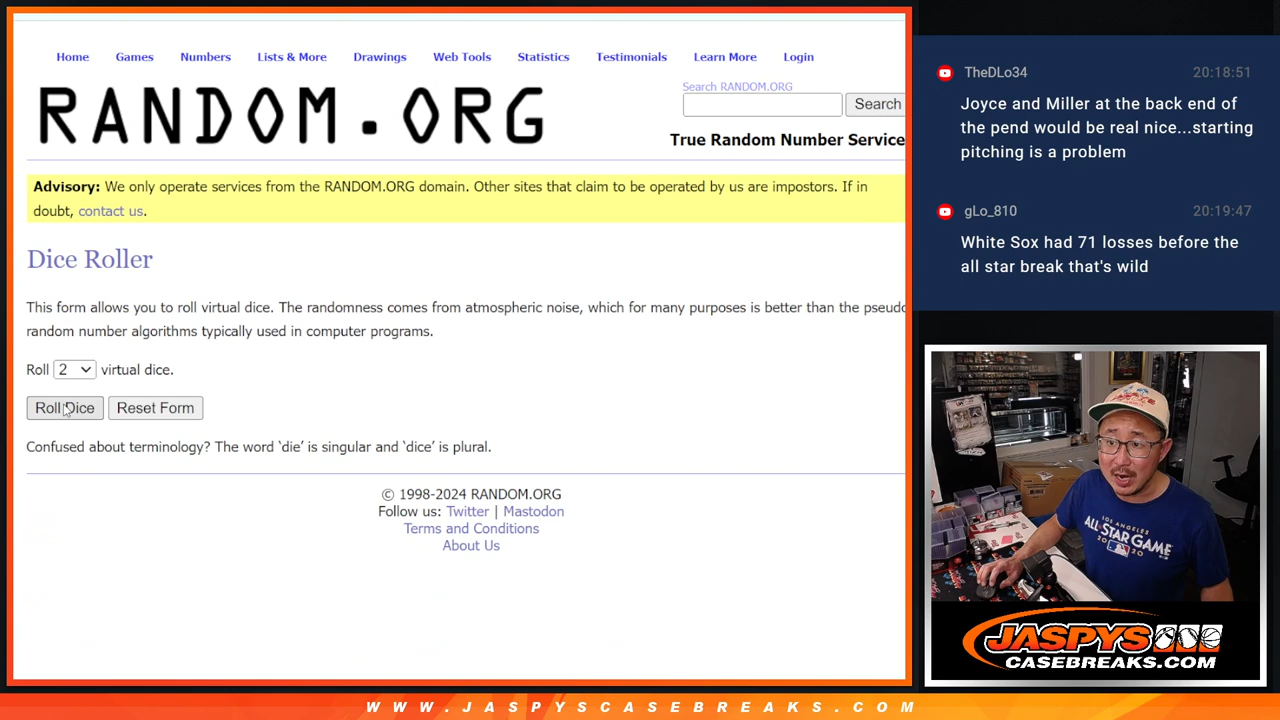 Home Games Numbers Lists & More Drawings Web Tools Statistics Testimonials Learn More Login
RANDOM.ORG
Search RANDOM.ORG
Search
True Random Number Service
Advisory: We only operate services from the RANDOM.ORG domain. Other sites that claim to be operated by us are impostors. If in
doubt, contact us.
Dice Roller
This form allows you to roll virtual dice. The randomness comes from atmospheric noise, which for many purposes is better than the pseudo
random number algorithms typically used in computer programs.
Roll 2 virtual dice.
Roll Dice Reset Form
Confused about terminology? The word ‘die’ is singular and ‘dice’ is plural.
© 1998-2024 RANDOM.ORG
Follow us: Twitter | Mastodon
Terms and Conditions
About Us
TheDLo34 20:18:51
Joyce and Miller at the back end of
the pend would be real nice...starting
pitching is a problem
gLo_810 20:19:47
White Sox had 71 losses before the
all star break that's wild
LOS ANGELES
ALL STAR GAME
2020
JASPYS
CASEBREAKS.COM
WWW.JASPYSCASEBREAKS.COM